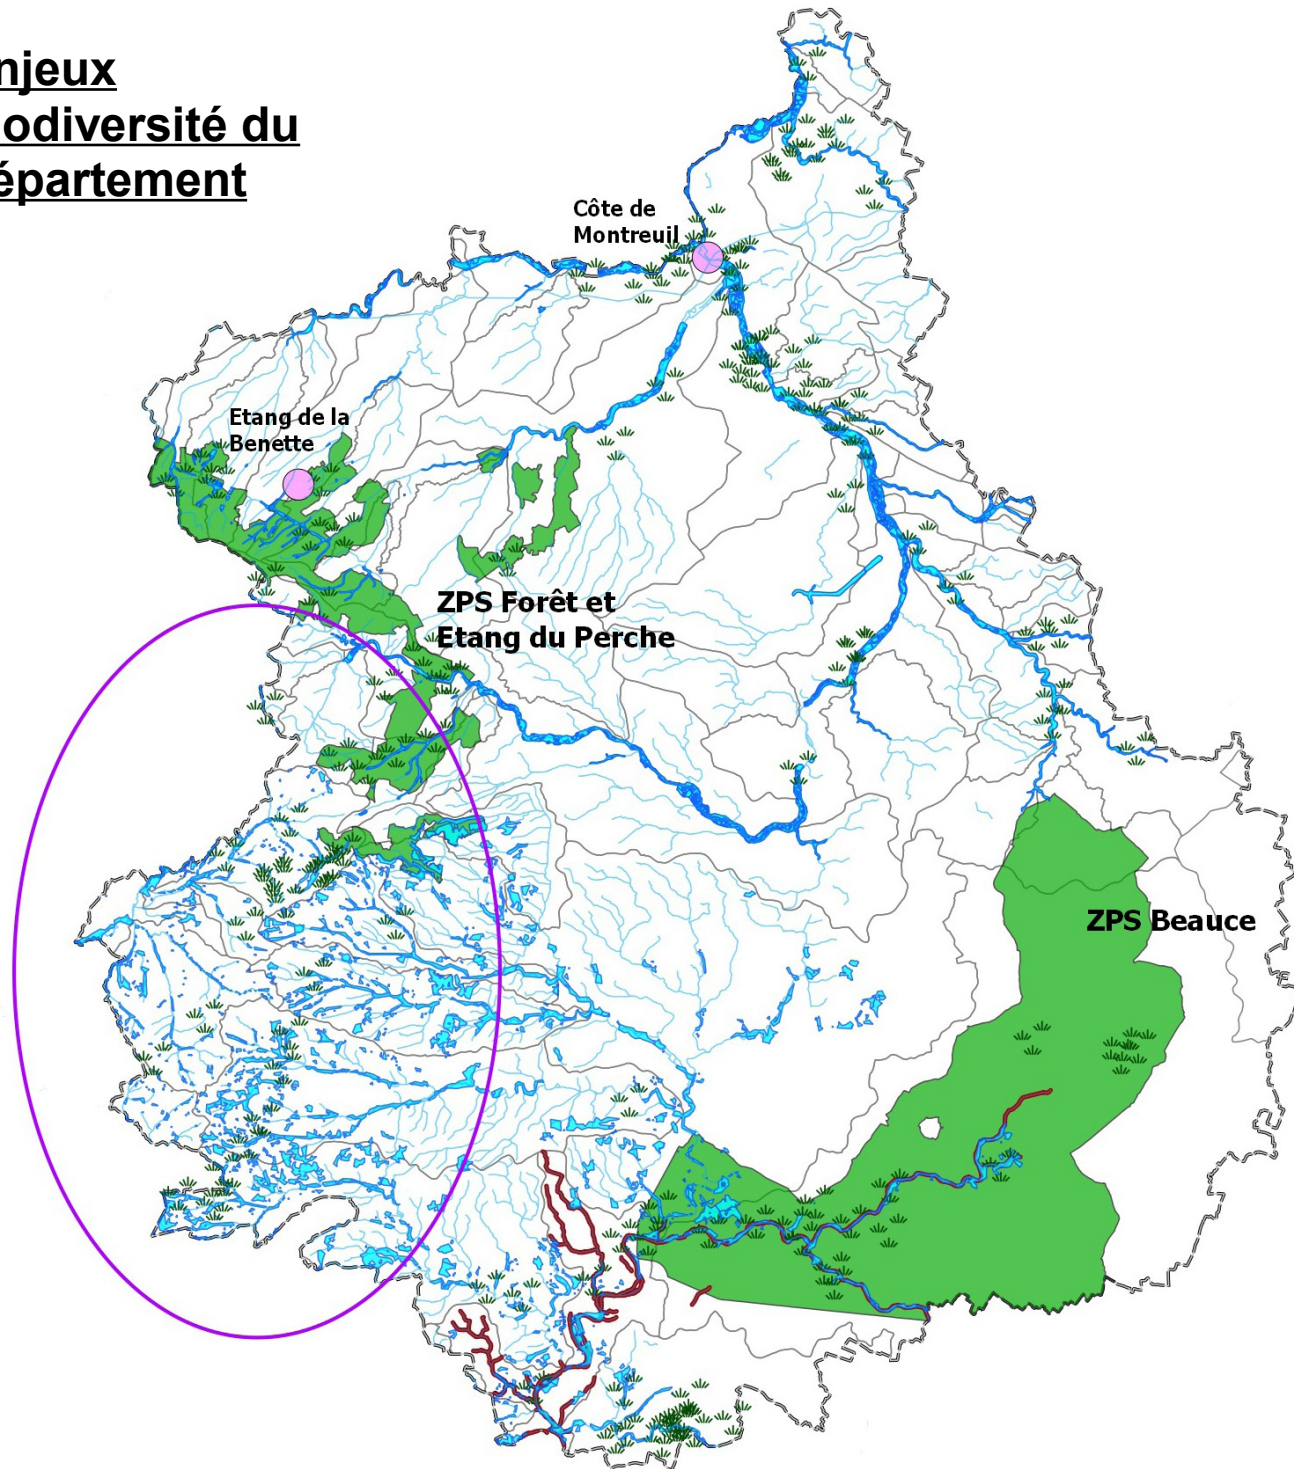 njeux
odiversité du
épartement
Côte de
Montreuil
Etang de la
Benette
ZPS Forêt et
Etang du Perche
ZPS Beauce